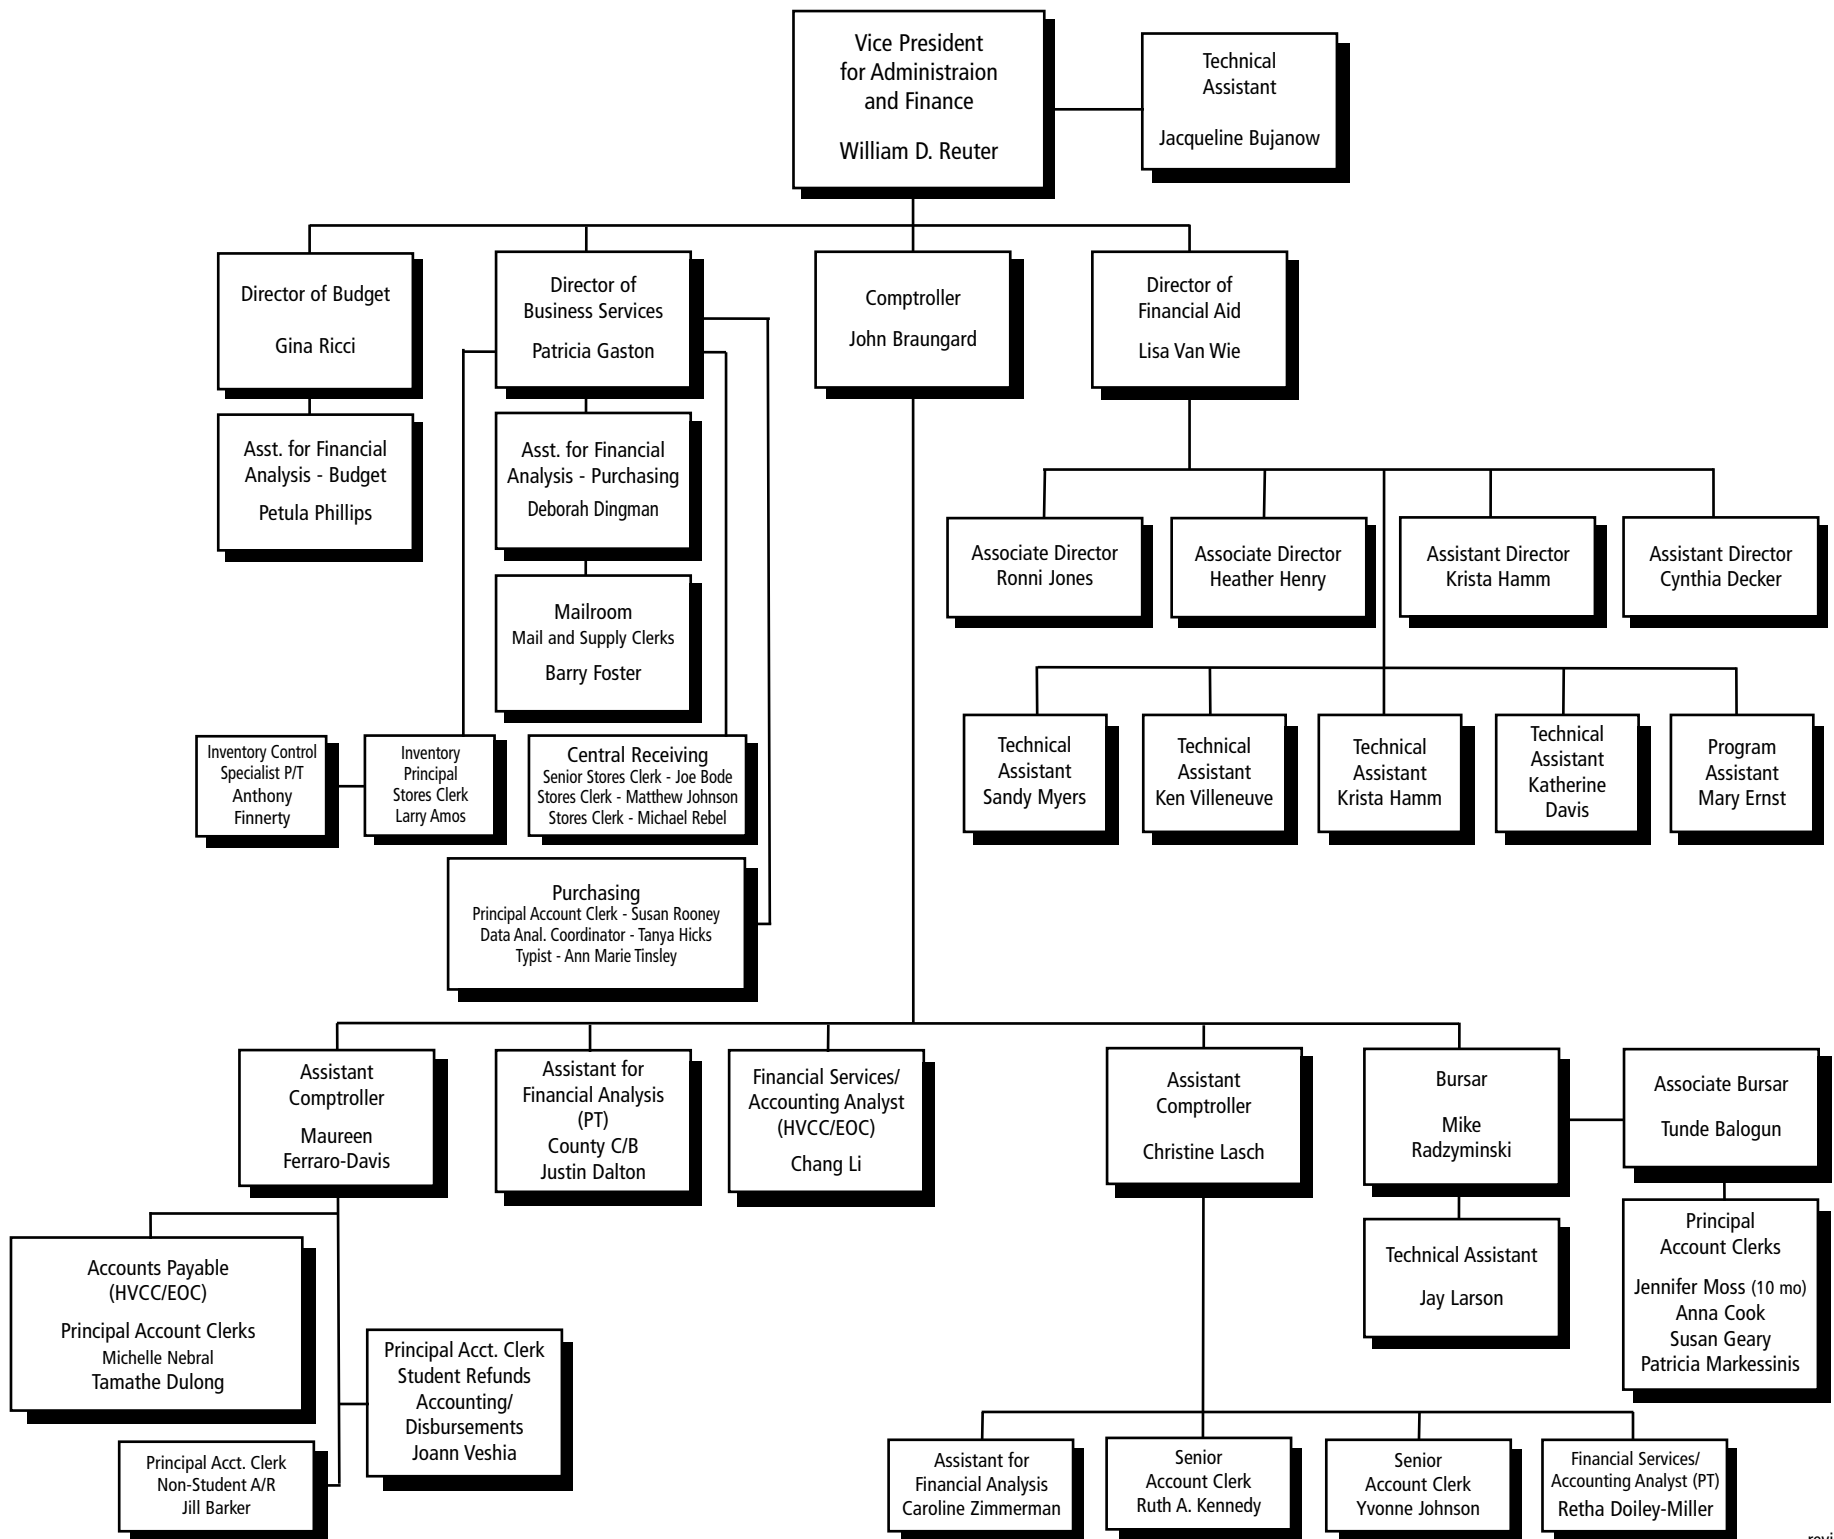 Vice President
for Administraion
and Finance
William D. Reuter
Technical
Assistant
Jacqueline Bujanow
Director of Budget
Gina Ricci
Director of
Business Services
Patricia Gaston
Comptroller
John Braungard
Director of
Financial Aid
Lisa Van Wie
Asst. for Financial
Analysis - Budget
Petula Phillips
Asst. for Financial
Analysis - Purchasing
Deborah Dingman
Mailroom
Mail and Supply Clerks
Barry Foster
Associate Director
Ronni Jones
Associate Director
Heather Henry
Assistant Director
Krista Hamm
Assistant Director
Cynthia Decker
Technical
Assistant
Sandy Myers
Technical
Assistant
Ken Villeneuve
Technical
Assistant
Krista Hamm
Technical
Assistant
Katherine
Davis
Program
Assistant
Mary Ernst
Inventory Control
Specialist P/T
Anthony
Finnerty
Inventory
Principal
Stores Clerk
Larry Amos
Central Receiving
Senior Stores Clerk - Joe Bode
Stores Clerk - Matthew Johnson
Stores Clerk - Michael Rebel
Purchasing
Principal Account Clerk - Susan Rooney
Data Anal. Coordinator - Tanya Hicks
Typist - Ann Marie Tinsley
Assistant
Comptroller
Maureen
Ferraro-Davis
Assistant for
Financial Analysis
(PT)
County C/B
Justin Dalton
Financial Services/
Accounting Analyst
(HVCC/EOC)
Chang Li
Assistant
Comptroller
Christine Lasch
Bursar
Mike
Radzyminski
Associate Bursar
Tunde Balogun
Technical Assistant
Jay Larson
Principal
Account Clerks
Jennifer Moss (10 mo)
Anna Cook
Susan Geary
Patricia Markessinis
Accounts Payable
(HVCC/EOC)
Principal Account Clerks
Michelle Nebral
Tamathe Dulong
Principal Acct. Clerk
Student Refunds
Accounting/
Disbursements
Joann Veshia
Principal Acct. Clerk
Non-Student A/R
Jill Barker
Assistant for
Financial Analysis
Caroline Zimmerman
Senior
Account Clerk
Ruth A. Kennedy
Senior
Account Clerk
Yvonne Johnson
Financial Services/
Accounting Analyst (PT)
Retha Doiley-Miller